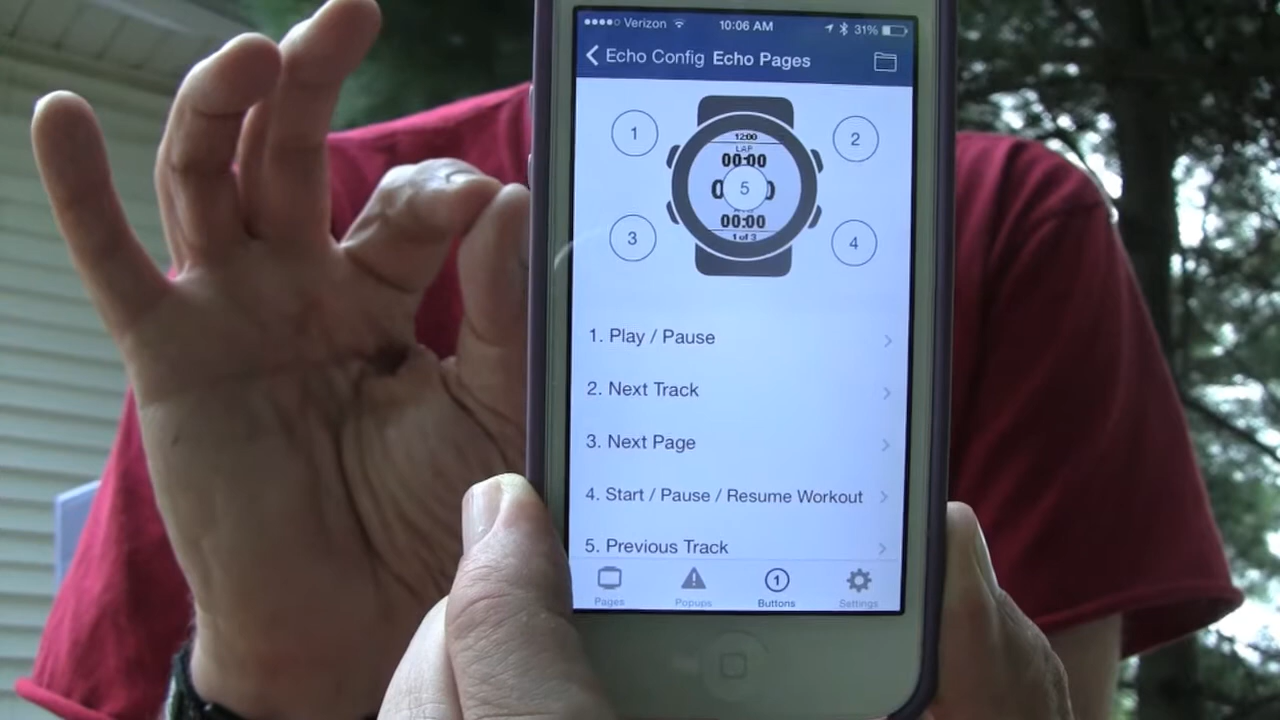 Verizon 10:06 AM 31%
Echo Config Echo Pages
1
2
12:00
LAP
00:00
5
00:00
1 of 3
3
4
1. Play / Pause
2. Next Track
3. Next Page
4. Start / Pause / Resume Workout
5. Previous Track
1
Pages Popups Buttons Settings